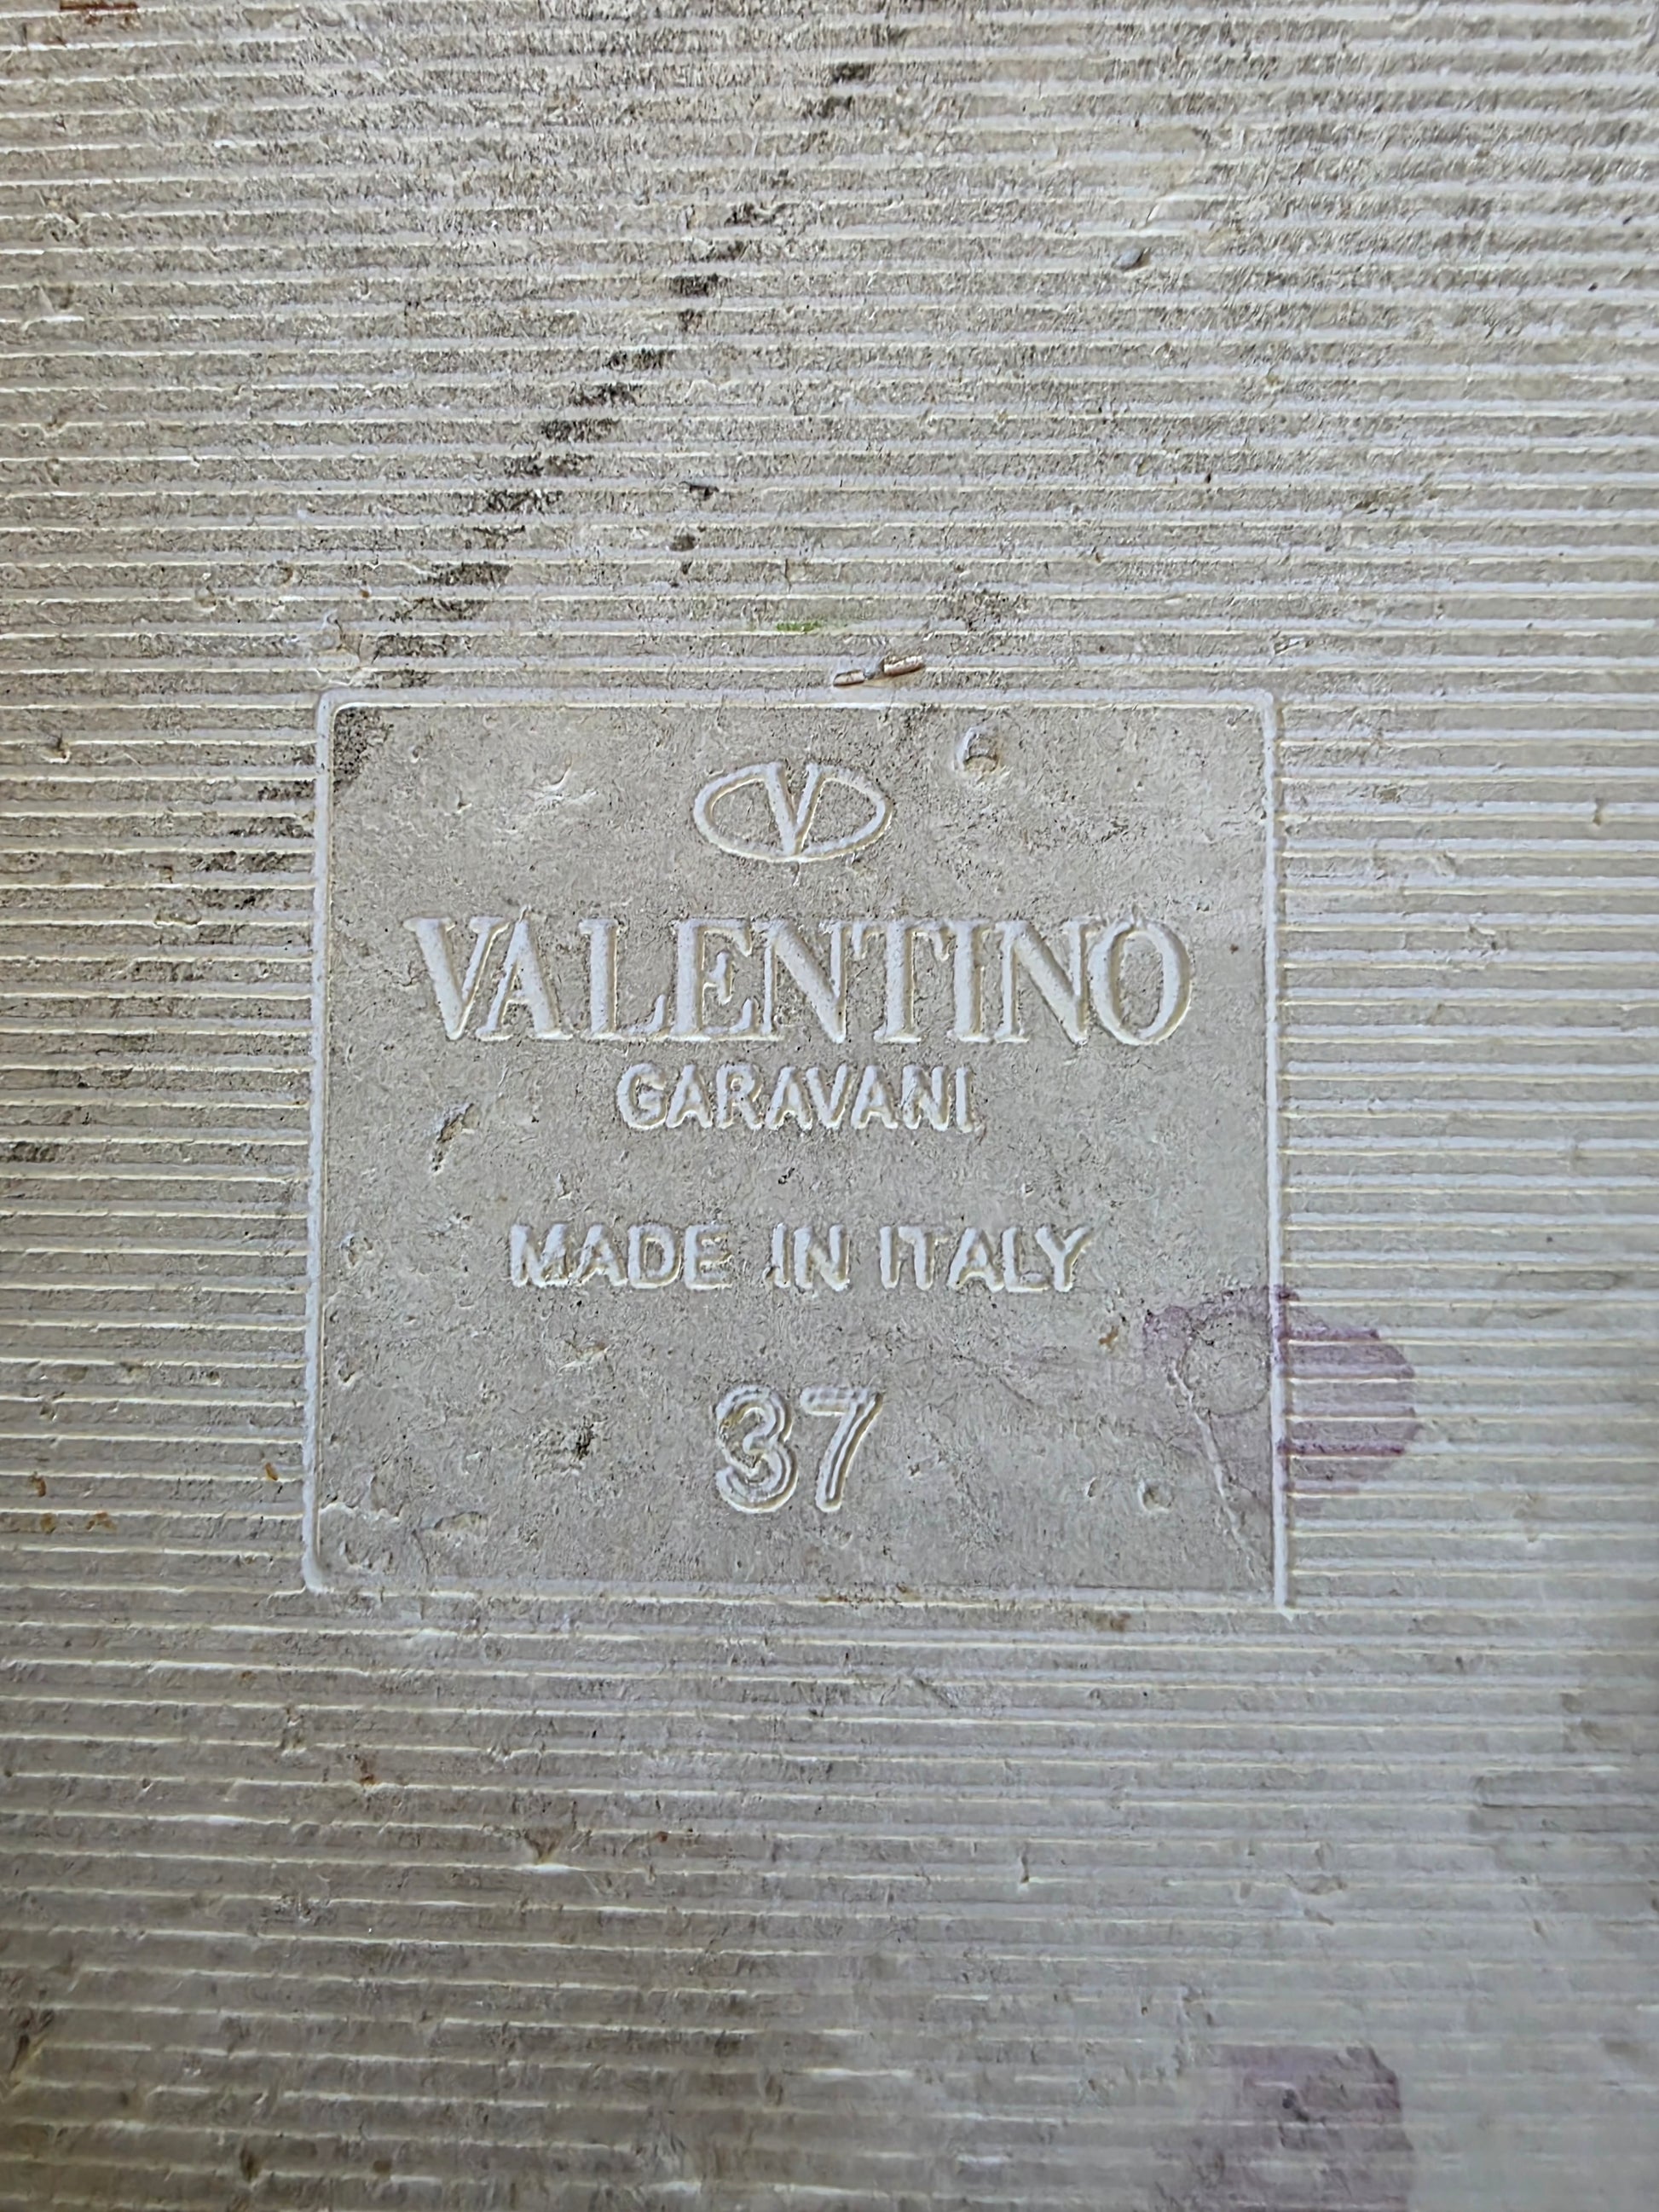 V
VALENTINO
GARAVANI
MADE IN ITALY
37